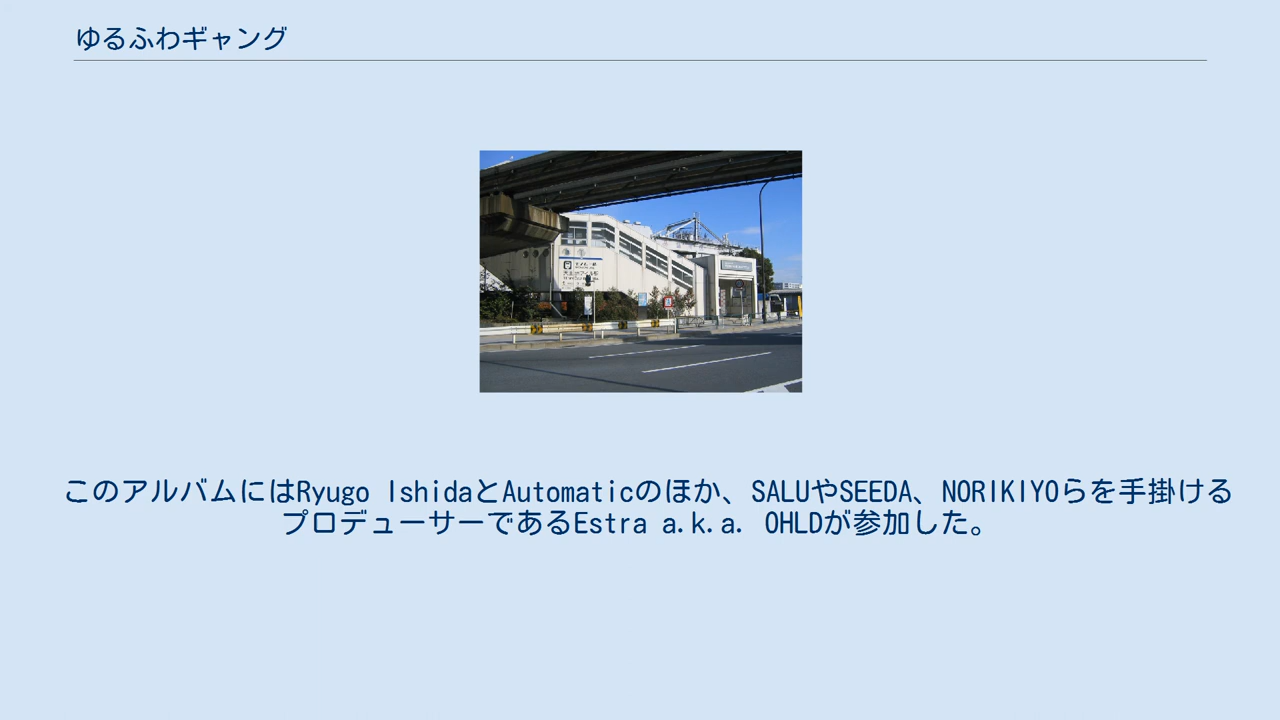 ゆるふわギャング
このアルバムにはRyugo IshidaとAutomaticのほか、SALUやSEEDA、NORIKIYOらを手掛ける
プロデューサーであるEstra a.k.a. OHLDが参加した。